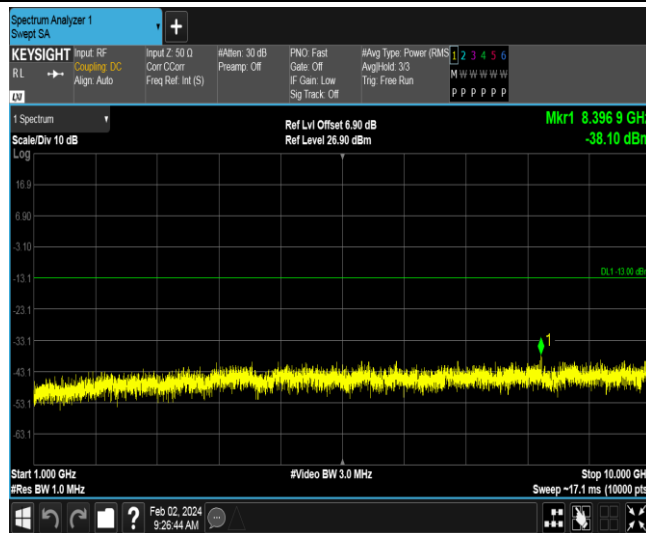 Spectrum Analyzer 1
Swept SA
+
KEYSIGHT
RL
LXI
Input: RF
Coupling: DC
Align: Auto
Input Z: 50 Ω
Corr CCorr
Freq Ref: Int (S)
#Atten: 30 dB
Preamp: Off
PNO: Fast
Gate: Off
IF Gain: Low
Sig Track: Off
#Avg Type: Power (RMS
Avg|Hold: 3/3
Trig: Free Run
1 2 3 4 5 6
M W W W W W
P P P P P P
1 Spectrum
Scale/Div 10 dB
Log
Ref Lvl Offset 6.90 dB
Ref Level 26.90 dBm
Mkr1 8.396 9 GHz
-38.10 dBm
16.9
6.90
-3.10
-13.1
-23.1
-33.1
-43.1
-53.1
-63.1
DL1 -13.00 dBm
1
Start 1.000 GHz
#Res BW 1.0 MHz
#Video BW 3.0 MHz
Stop 10.000 GHz
Sweep ~17.1 ms (10000 pts
?
Feb 02, 2024
9:26:44 AM